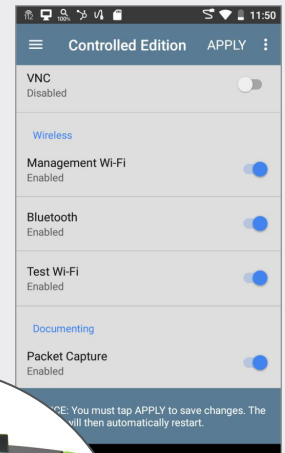 100%
11:50
Controlled Edition APPLY
VNC
Disabled
Wireless
Management Wi-Fi
Enabled
Bluetooth
Enabled
Test Wi-Fi
Enabled
Documenting
Packet Capture
Enabled
You must tap APPLY to save changes. The
will then automatically restart.